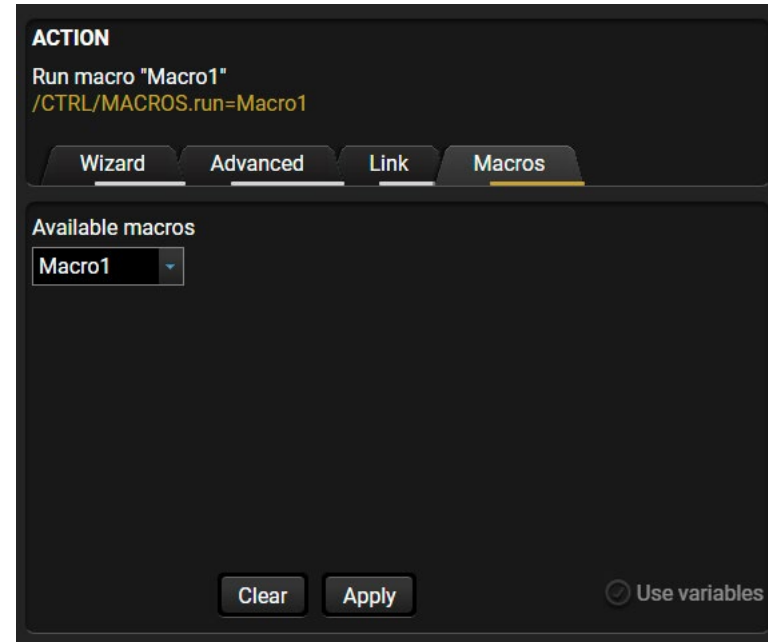 ACTION
Run macro "Macro1"
/CTRL/MACROS.run=Macro1
Wizard Advanced Link Macros
Available macros
Macro1
Clear Apply Use variables